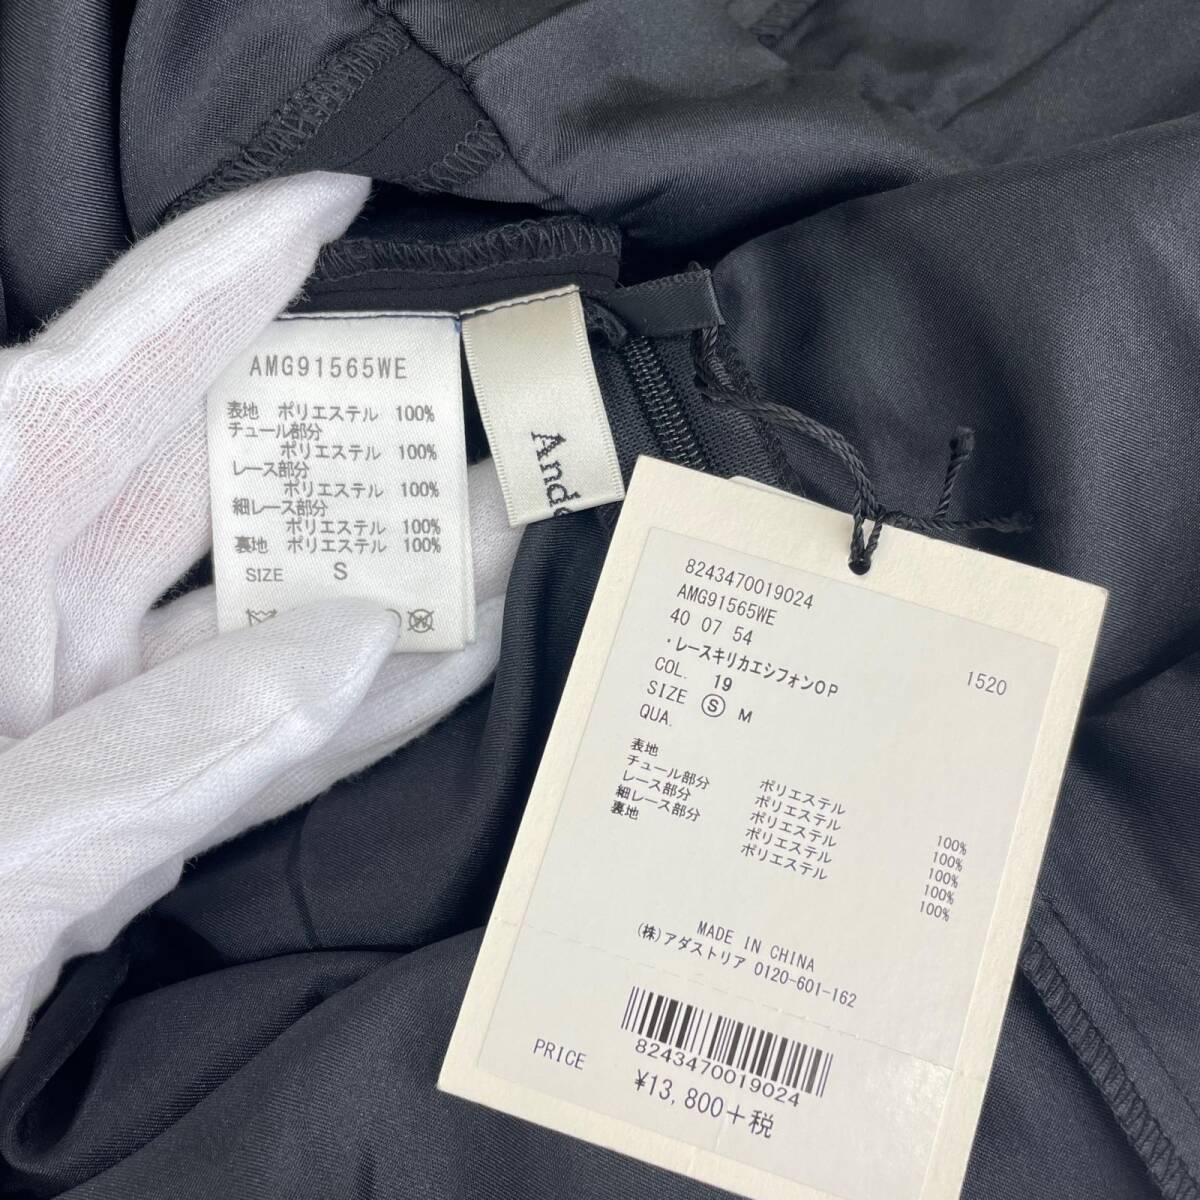 AMG91565WE
表地 ポリエステル 100%
チュール部分
ポリエステル 100%
レース部分
ポリエステル 100%
細レース部分
ポリエステル 100%
裏地 ポリエステル 100%
SIZE S
8243470019024
AMG91565WE
40 07 54
・レースキリカエシフォンOP 1520
COL. 19
SIZE Ⓢ M
QUA.
表地 ポリエステル 100%
チュール部分 ポリエステル 100%
レース部分 ポリエステル 100%
細レース部分 ポリエステル 100%
裏地 ポリエステル 100%
MADE IN CHINA
(株)アダストリア 0120-601-162
8243470019024
PRICE ¥13,800+税